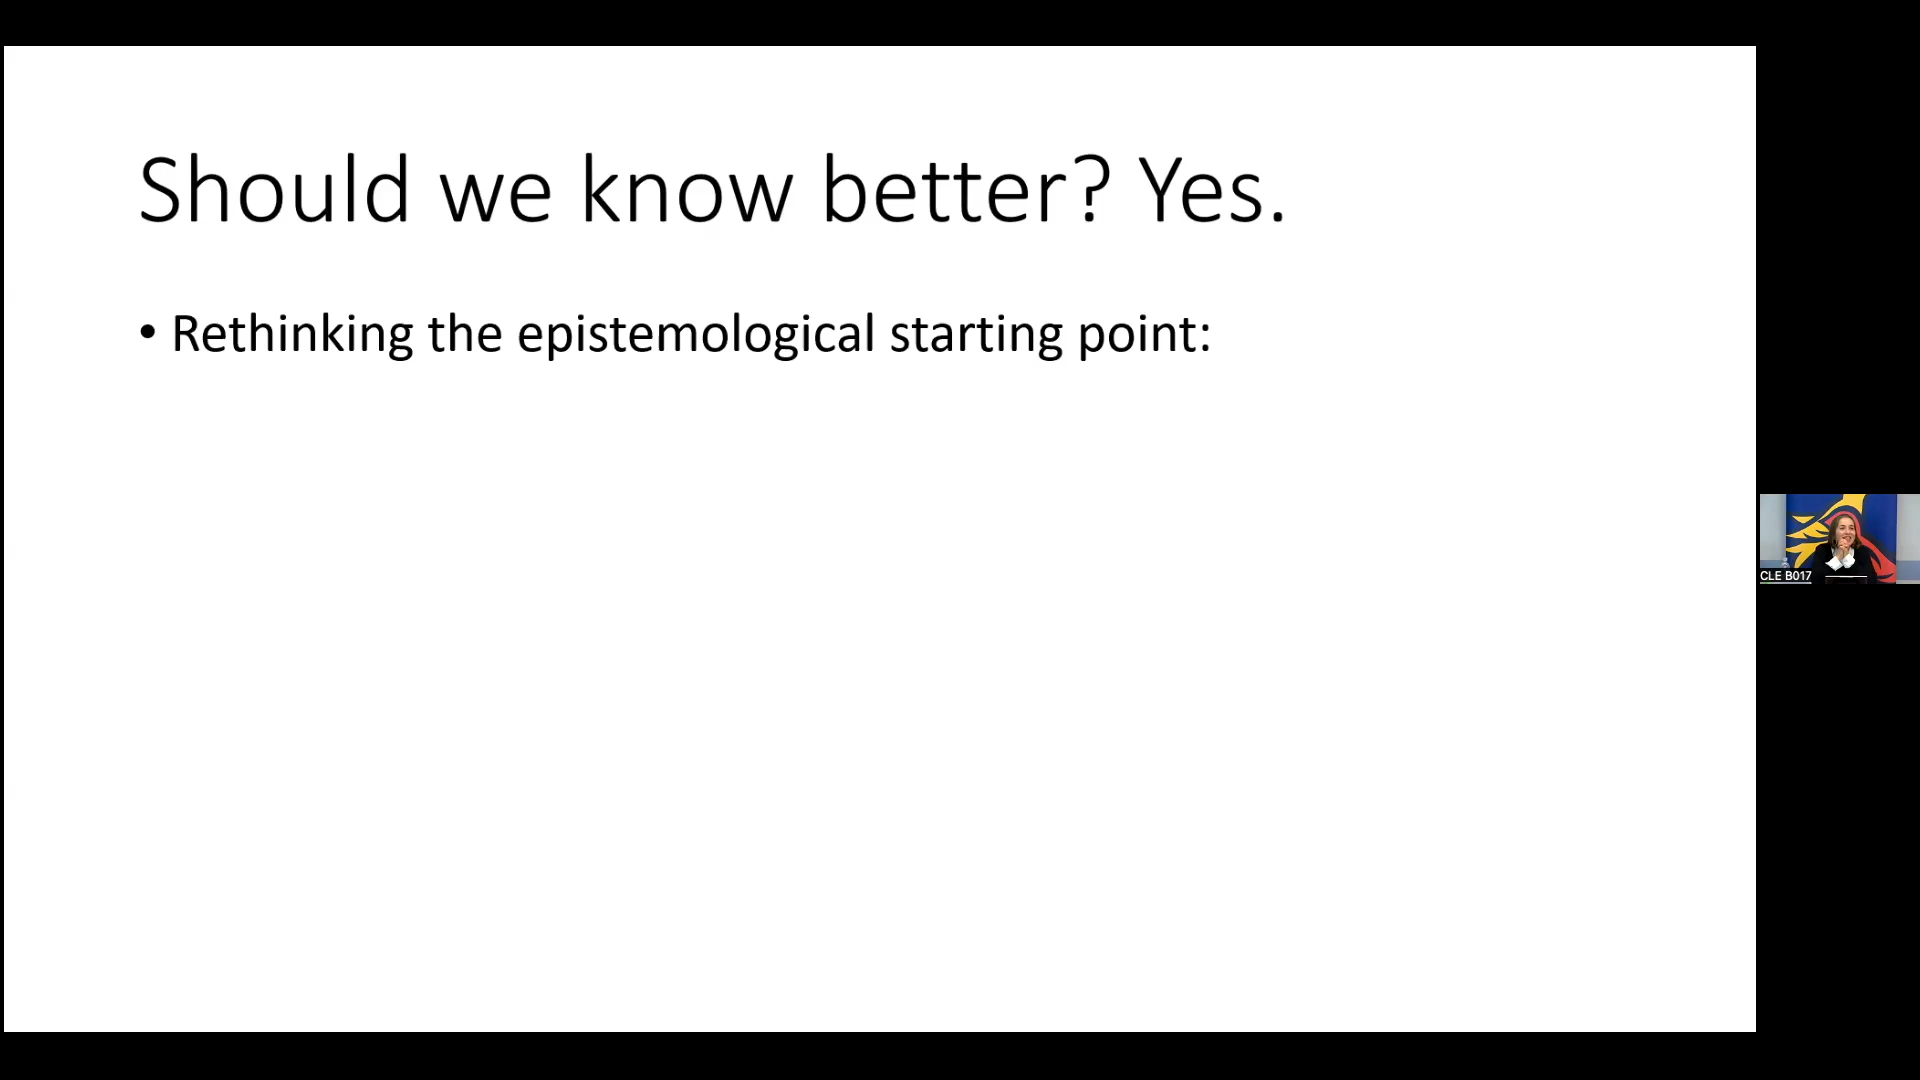 Should we know better? Yes.
• Rethinking the epistemological starting point:
CLE B017